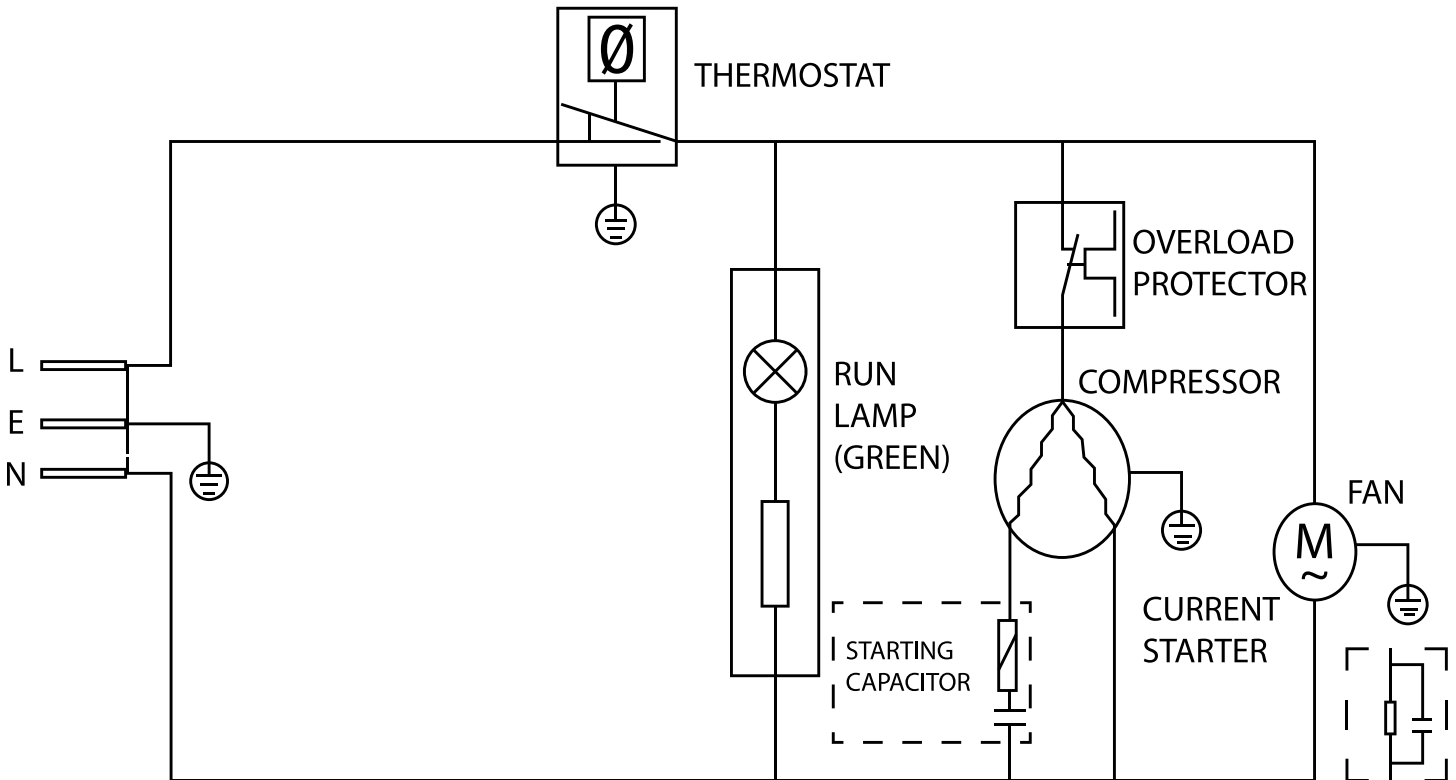 Ø
THERMOSTAT
OVERLOAD
PROTECTOR
L
E
N
RUN
LAMP
(GREEN)
COMPRESSOR
FAN
M
~
CURRENT
STARTER
STARTING
CAPACITOR